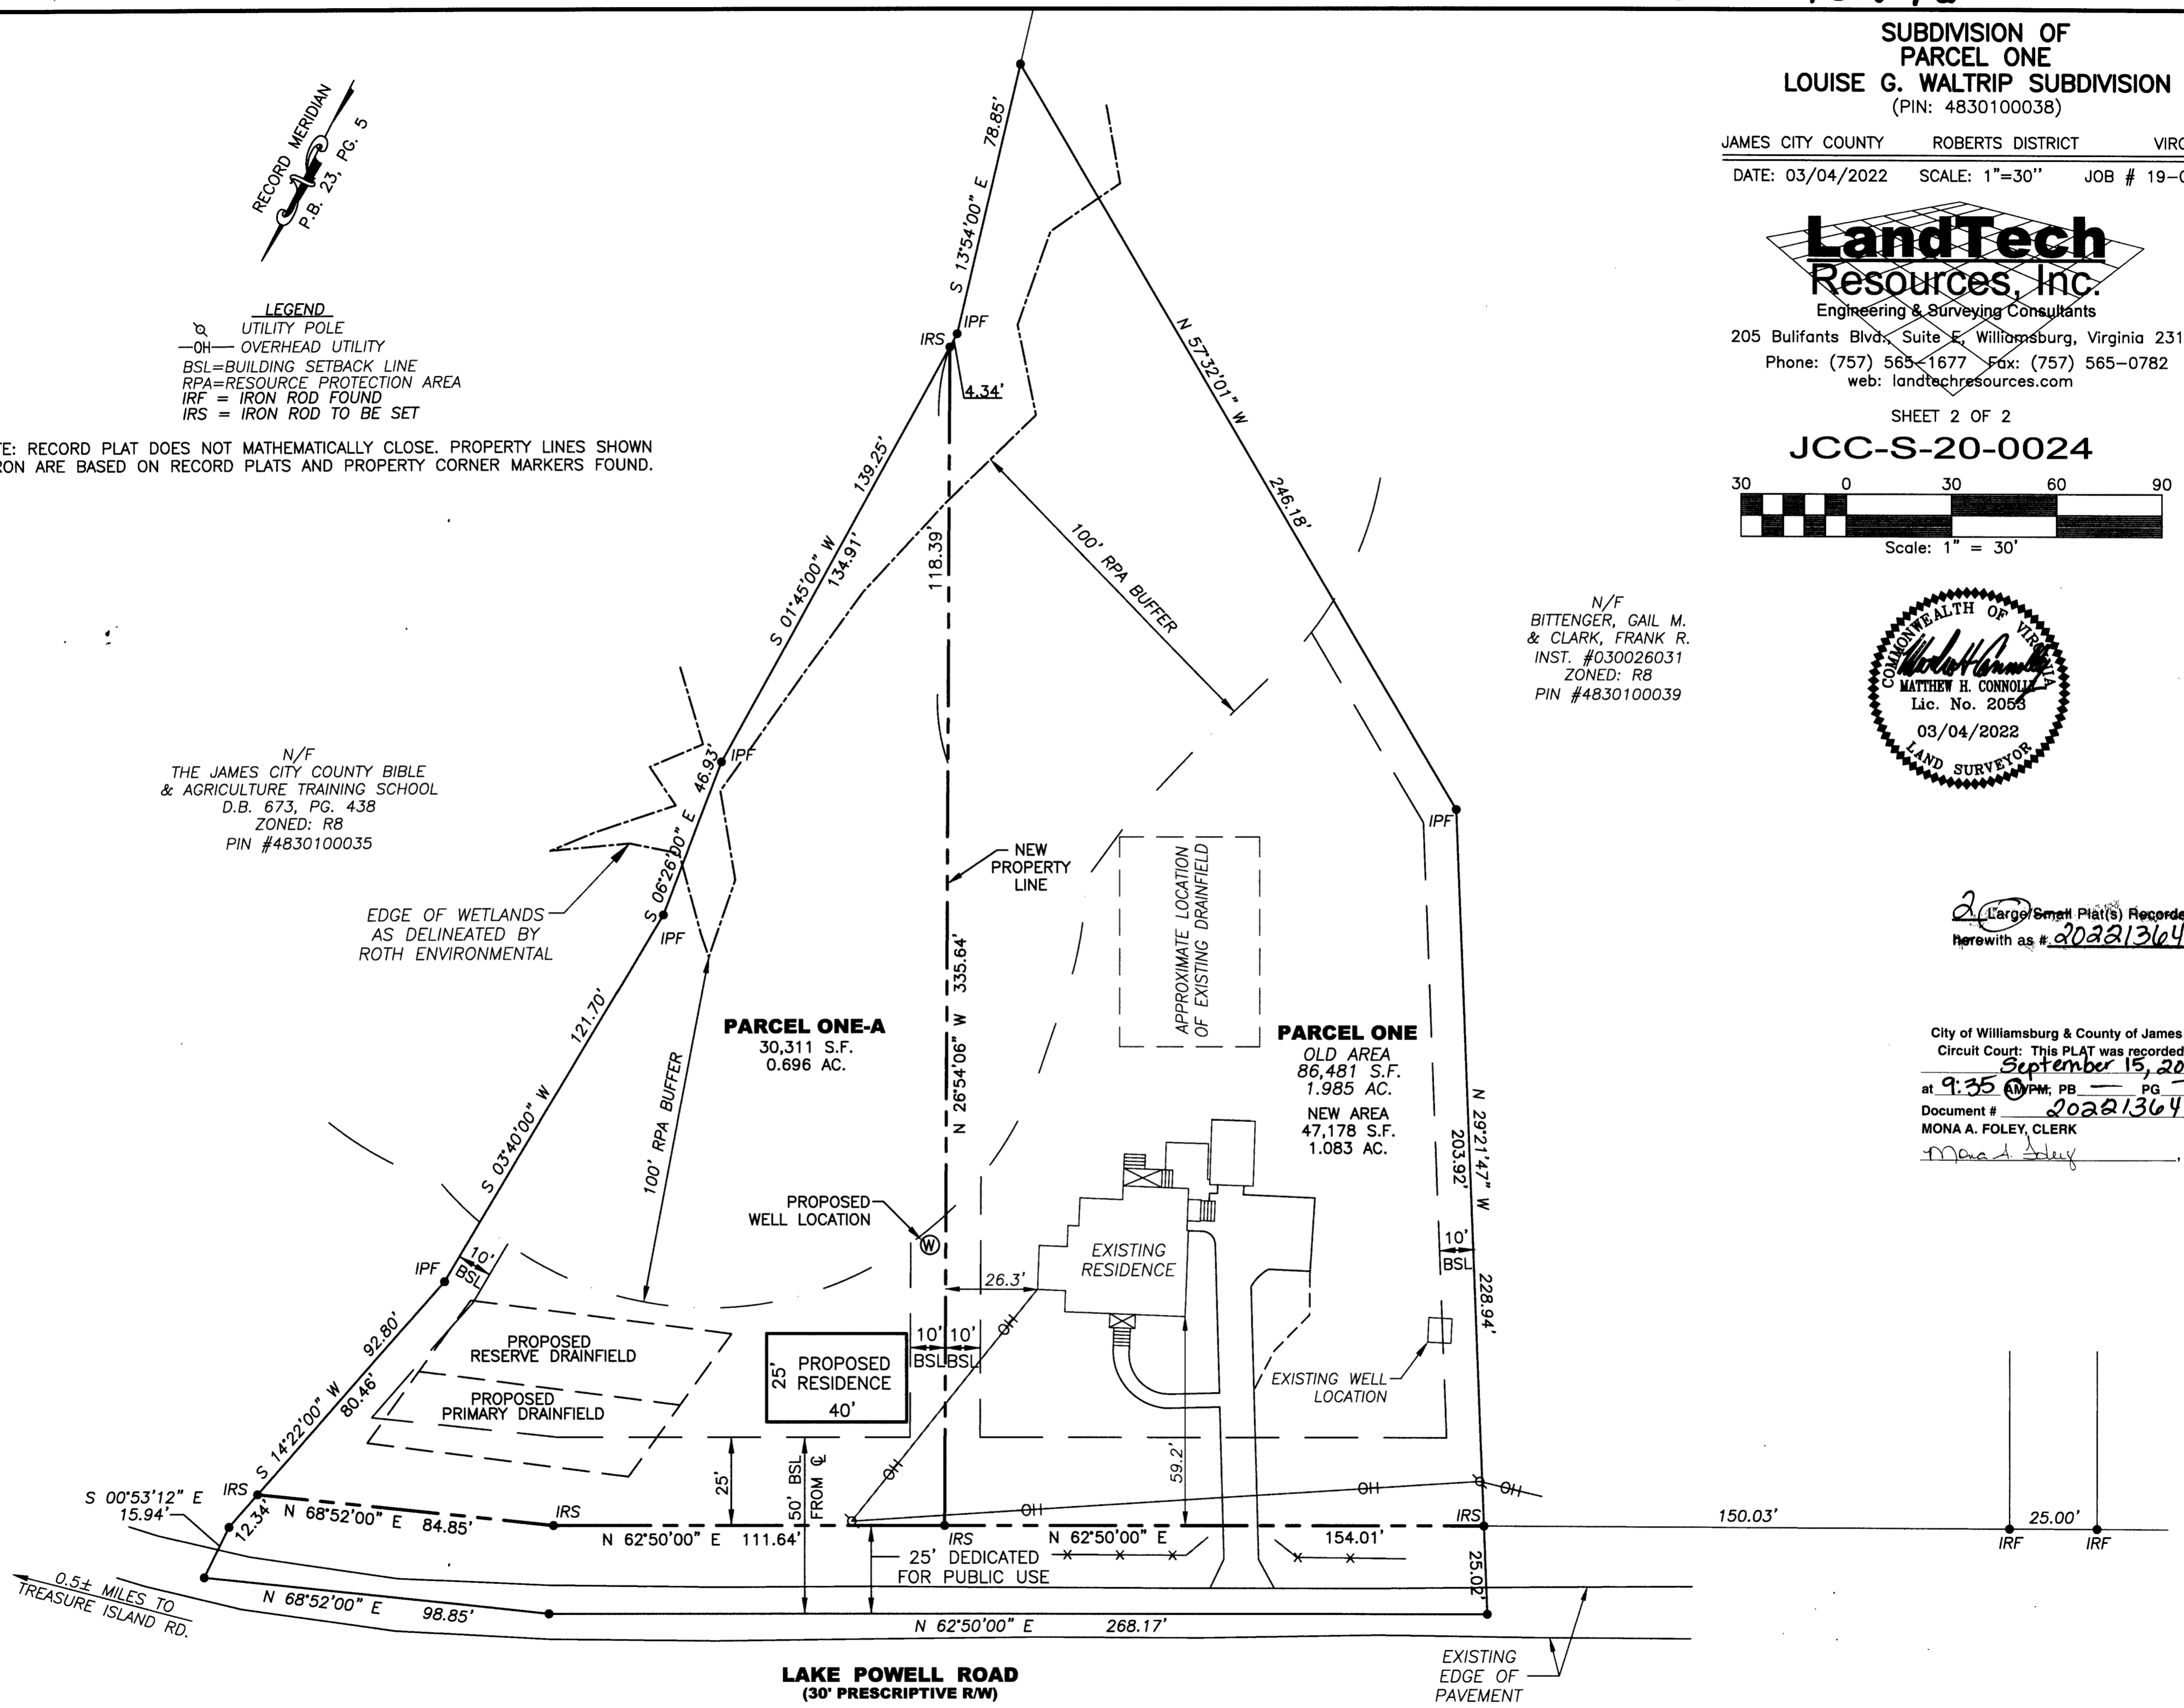 SUBDIVISION OF
PARCEL ONE
LOUISE G. WALTRIP SUBDIVISION
(PIN: 4830100038)
JAMES CITY COUNTY ROBERTS DISTRICT
DATE: 03/04/2022 SCALE: 1"=30'' JOB # 19-0
LandTech
Resources, Inc.
Engineering & Surveying Consultants
205 Bulifants Blvd., Suite E, Williamsburg, Virginia 231
Phone: (757) 565-1677 Fax: (757) 565-0782
web: landtechresources.com
SHEET 2 OF 2
JCC-S-20-0024
30 0 30 60 90
Scale: 1" = 30'
COMMONWEALTH OF VIRGINIA
MATTHEW H. CONNOLLY
Lic. No. 2053
03/04/2022
LAND SURVEYOR
2 Large/Small Plat(s) Recorde
herewith as # 20221364
City of Williamsburg & County of James
Circuit Court: This PLAT was recorded
September 15, 20
at 9:35 AM/PM, PB — PG
Document # 20221364
MONA A. FOLEY, CLERK
Mona A. Foley
RECORD MERIDIAN
P.B. 23, PG. 5
LEGEND
UTILITY POLE
—OH— OVERHEAD UTILITY
BSL=BUILDING SETBACK LINE
RPA=RESOURCE PROTECTION AREA
IRF = IRON ROD FOUND
IRS = IRON ROD TO BE SET
TE: RECORD PLAT DOES NOT MATHEMATICALLY CLOSE. PROPERTY LINES SHOWN
RON ARE BASED ON RECORD PLATS AND PROPERTY CORNER MARKERS FOUND.
S 13°54'00" E 78.85'
IPF
IRS
4.34'
N 57°32'01" W 246.18'
139.25'
S 01°45'00" W
134.91'
118.39'
100' RPA BUFFER
N/F
BITTENGER, GAIL M.
& CLARK, FRANK R.
INST. #030026031
ZONED: R8
PIN #4830100039
N/F
THE JAMES CITY COUNTY BIBLE
& AGRICULTURE TRAINING SCHOOL
D.B. 673, PG. 438
ZONED: R8
PIN #4830100035
IPF
S 06°26'00" E 46.93'
IPF
IPF
EDGE OF WETLANDS
AS DELINEATED BY
ROTH ENVIRONMENTAL
NEW
PROPERTY
LINE
APPROXIMATE LOCATION
OF EXISTING DRAINFIELD
N 26°54'06" W 335.64'
S 03°40'00" W 121.70'
100' RPA BUFFER
PARCEL ONE-A
30,311 S.F.
0.696 AC.
PARCEL ONE
OLD AREA
86,481 S.F.
1.985 AC.
NEW AREA
47,178 S.F.
1.083 AC.
N 29°21'47" W
203.92'
228.94'
PROPOSED
WELL LOCATION
W
IPF
10'
BSL
26.3'
EXISTING
RESIDENCE
10'
BSL
92.80'
S 14°22'00" W
80.46'
PROPOSED
RESERVE DRAINFIELD
PROPOSED
PRIMARY DRAINFIELD
25'
PROPOSED
RESIDENCE
40'
10' 10'
BSL BSL
OH
EXISTING WELL
LOCATION
59.2'
25'
50' BSL
FROM ℄
OH
OH
OH
OH
S 00°53'12" E
15.94'
12.34'
IRS
N 68°52'00" E 84.85'
IRS
N 62°50'00" E 111.64'
IRS
N 62°50'00" E 154.01'
IRS
150.03'
25.00'
IRF
IRF
25' DEDICATED
FOR PUBLIC USE
25.02'
0.5± MILES TO
TREASURE ISLAND RD.
N 68°52'00" E 98.85'
N 62°50'00" E 268.17'
EXISTING
EDGE OF
PAVEMENT
LAKE POWELL ROAD
(30' PRESCRIPTIVE R/W)